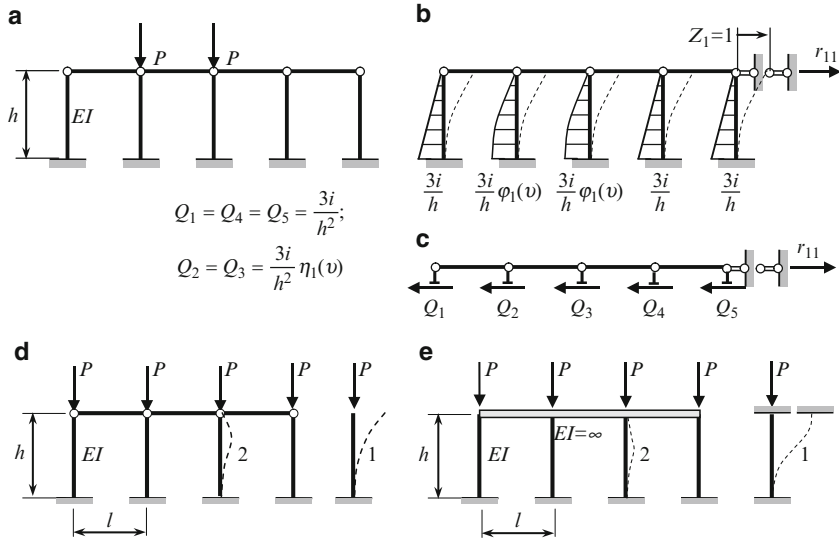 a
P P
h
EI
Q₁ = Q₄ = Q₅ = 3i/h²;
Q₂ = Q₃ = 3i/h² η₁(υ)
b
Z₁=1
r₁₁
3i/h 3i/h φ₁(υ) 3i/h φ₁(υ) 3i/h 3i/h
c
r₁₁
Q₁ Q₂ Q₃ Q₄ Q₅
d
P P P P P
h
EI
2
1
l
e
P P P P P
h
EI
EI=∞
2
1
l